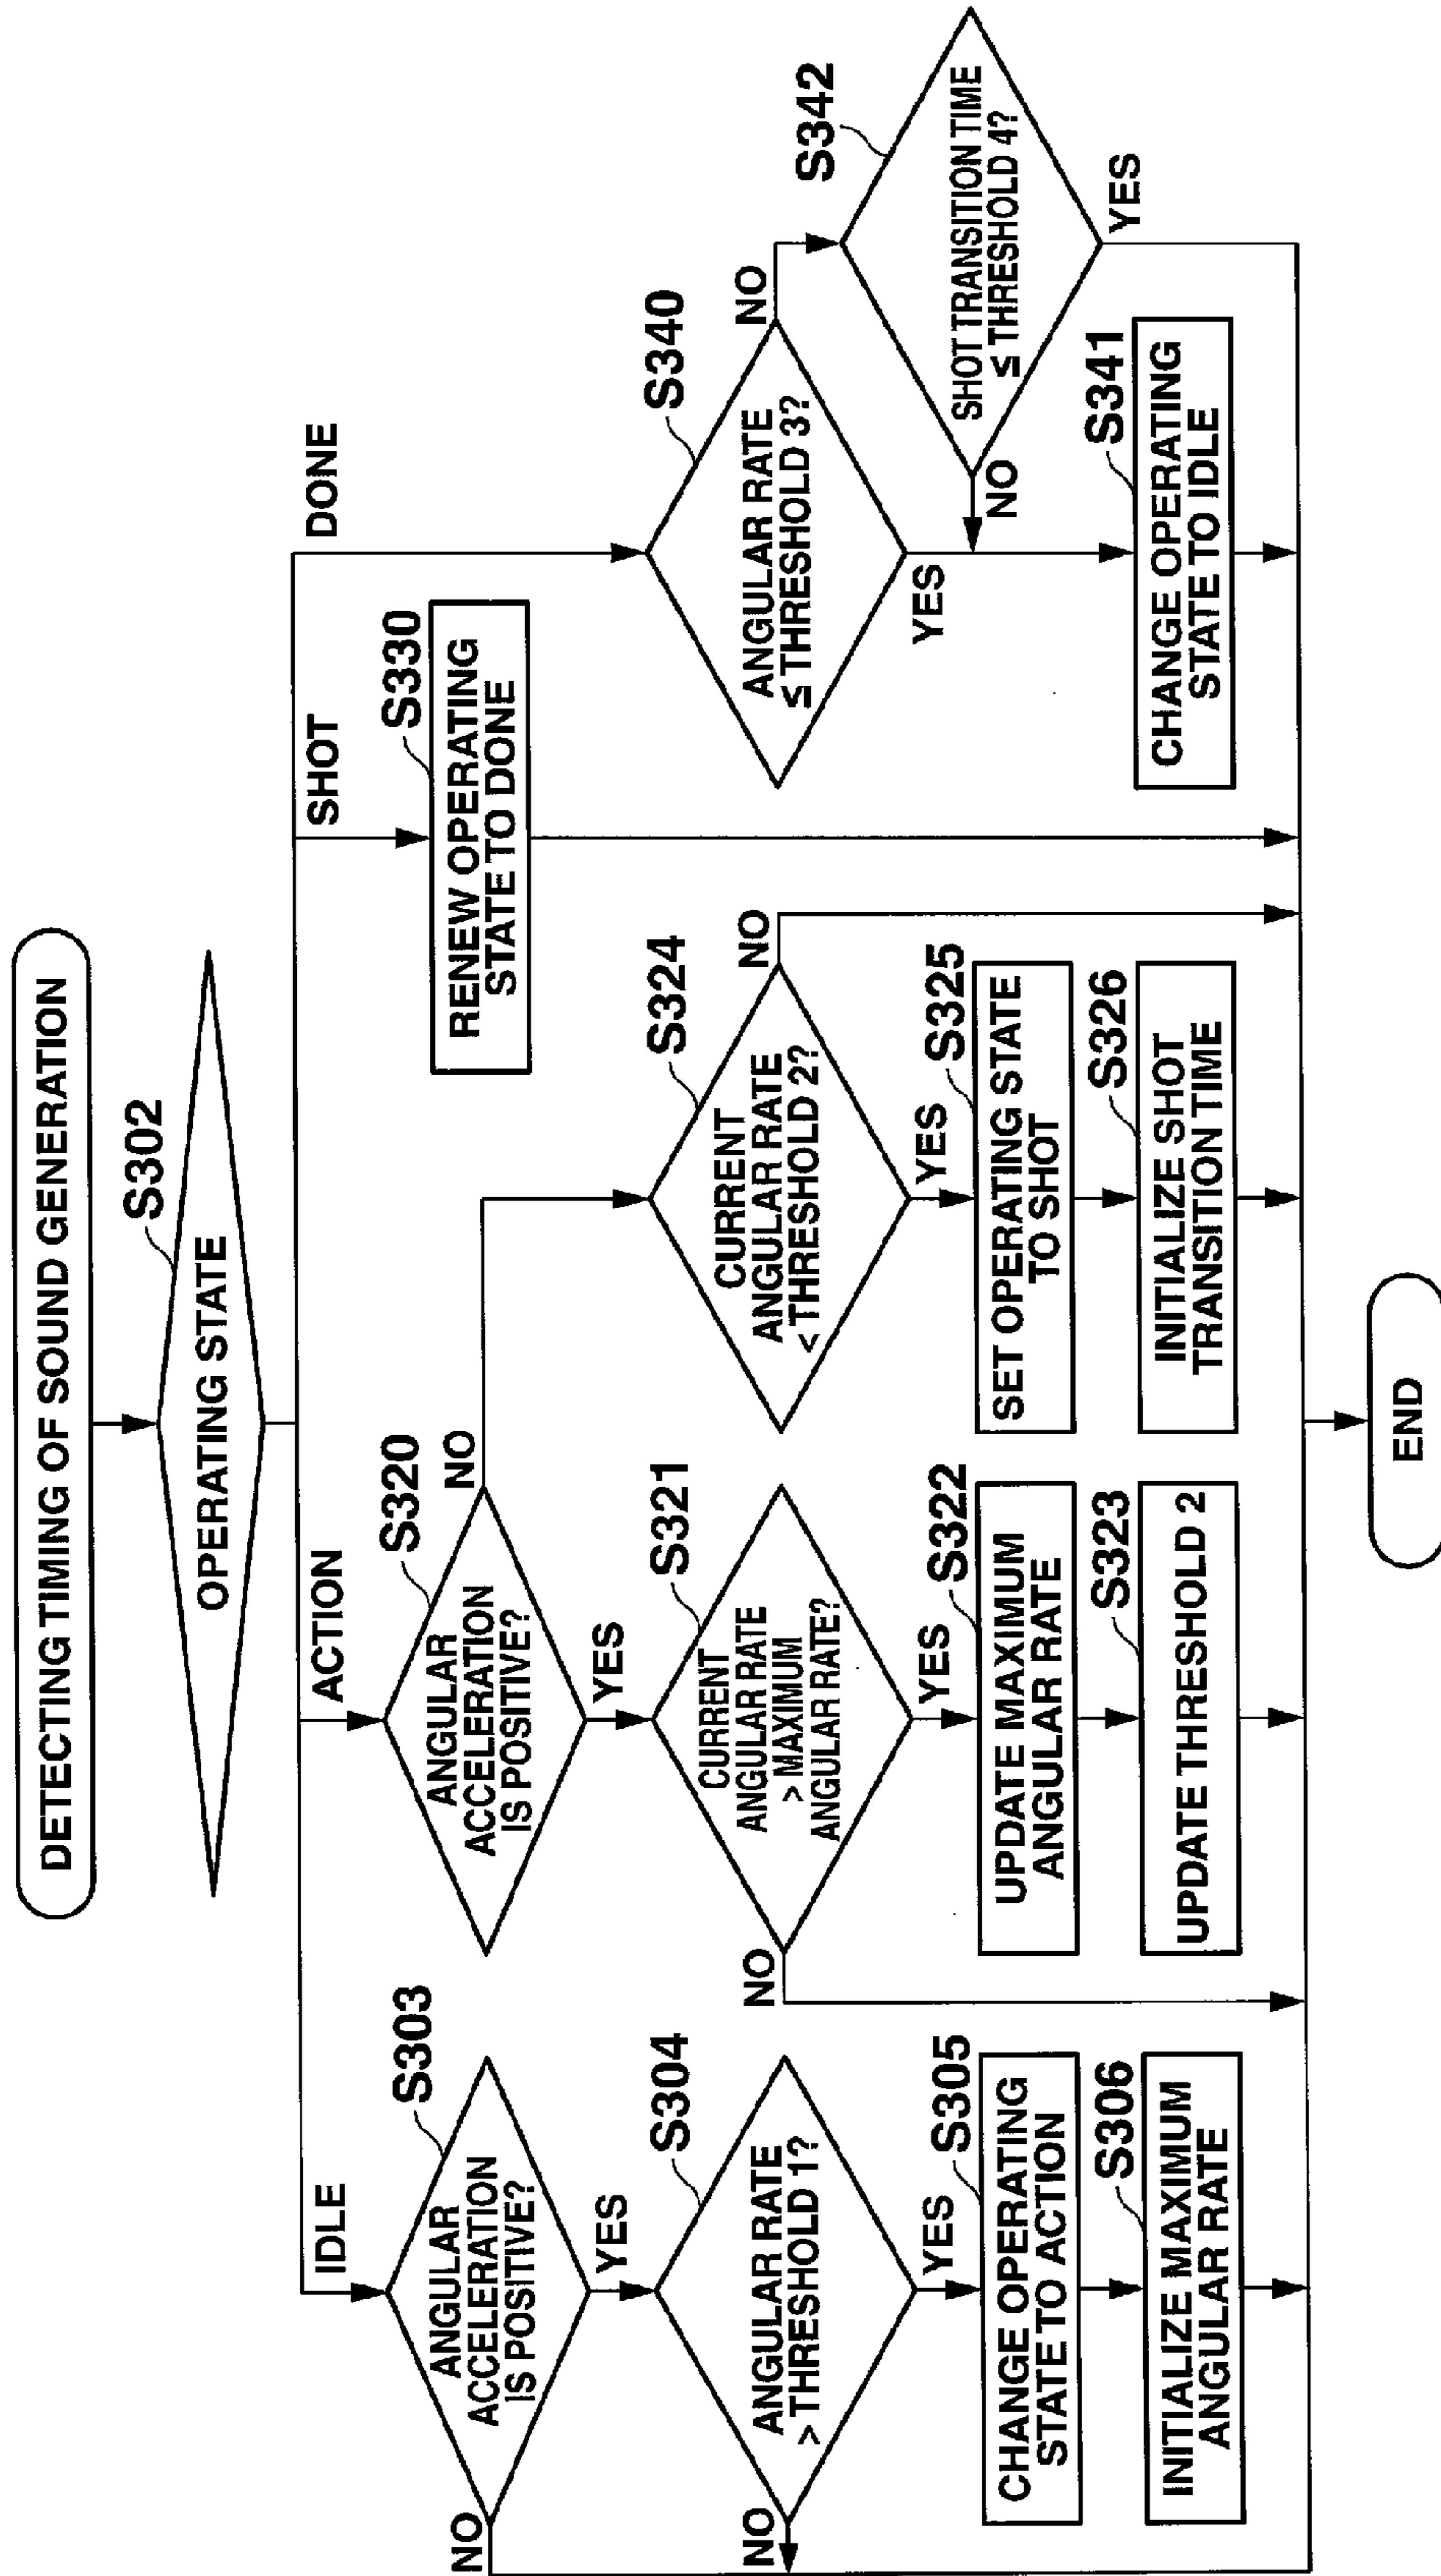 DETECTING TIMING OF SOUND GENERATION
S302
OPERATING STATE
IDLE
S303
ANGULAR
ACCELERATION
IS POSITIVE?
NO
YES
S304
ANGULAR RATE
> THRESHOLD 1?
NO
YES
S305
CHANGE OPERATING
STATE TO ACTION
S306
INITIALIZE MAXIMUM
ANGULAR RATE
ACTION
S320
ANGULAR
ACCELERATION
IS POSITIVE?
NO
YES
S321
CURRENT
ANGULAR RATE
> MAXIMUM
ANGULAR RATE?
NO
YES
S322
UPDATE MAXIMUM
ANGULAR RATE
S323
UPDATE THRESHOLD 2
S324
CURRENT
ANGULAR RATE
< THRESHOLD 2?
NO
YES
S325
SET OPERATING STATE
TO SHOT
S326
INITIALIZE SHOT
TRANSITION TIME
SHOT
S330
RENEW OPERATING
STATE TO DONE
DONE
S340
ANGULAR RATE
≦ THRESHOLD 3?
NO
YES
S342
SHOT TRANSITION TIME
≦ THRESHOLD 4?
NO
YES
S341
CHANGE OPERATING
STATE TO IDLE
END